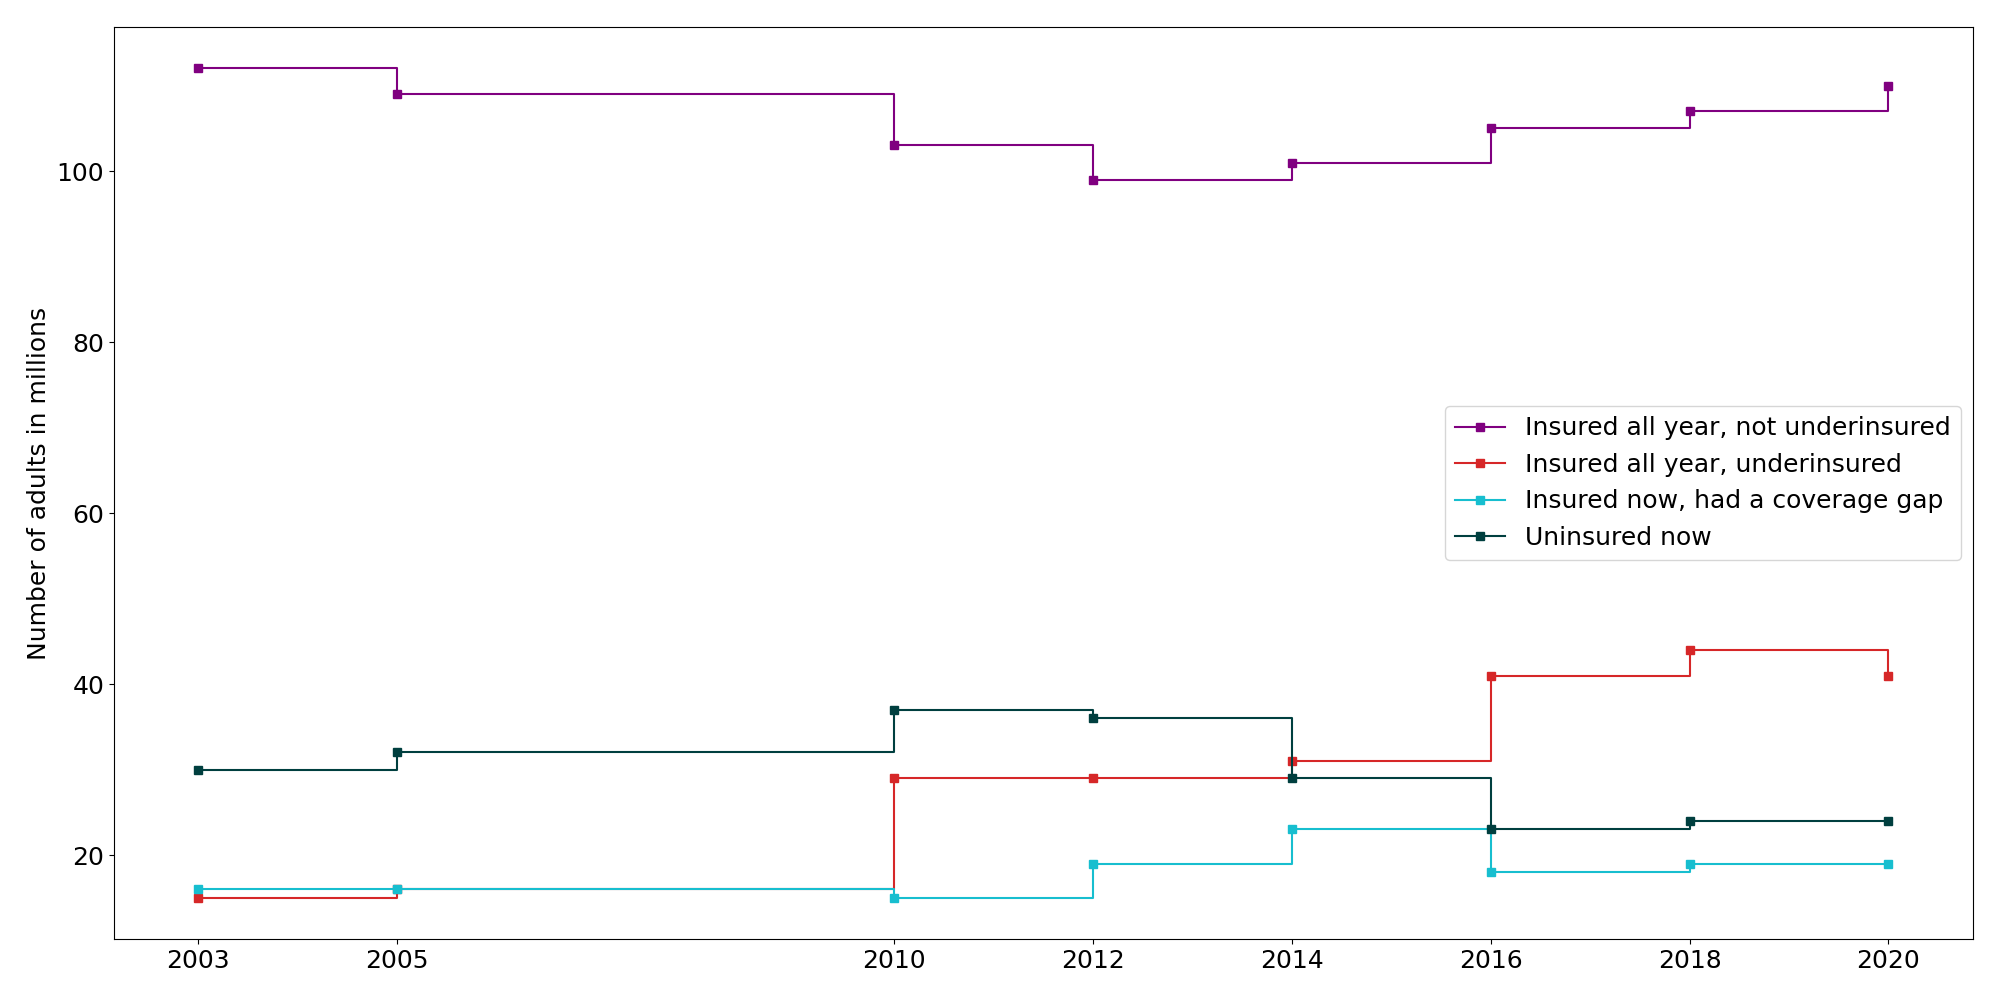 Number of adults in millions
100
80
60
40
20
Insured all year, not underinsured
Insured all year, underinsured
Insured now, had a coverage gap
Uninsured now
2003 2005 2010 2012 2014 2016 2018 2020